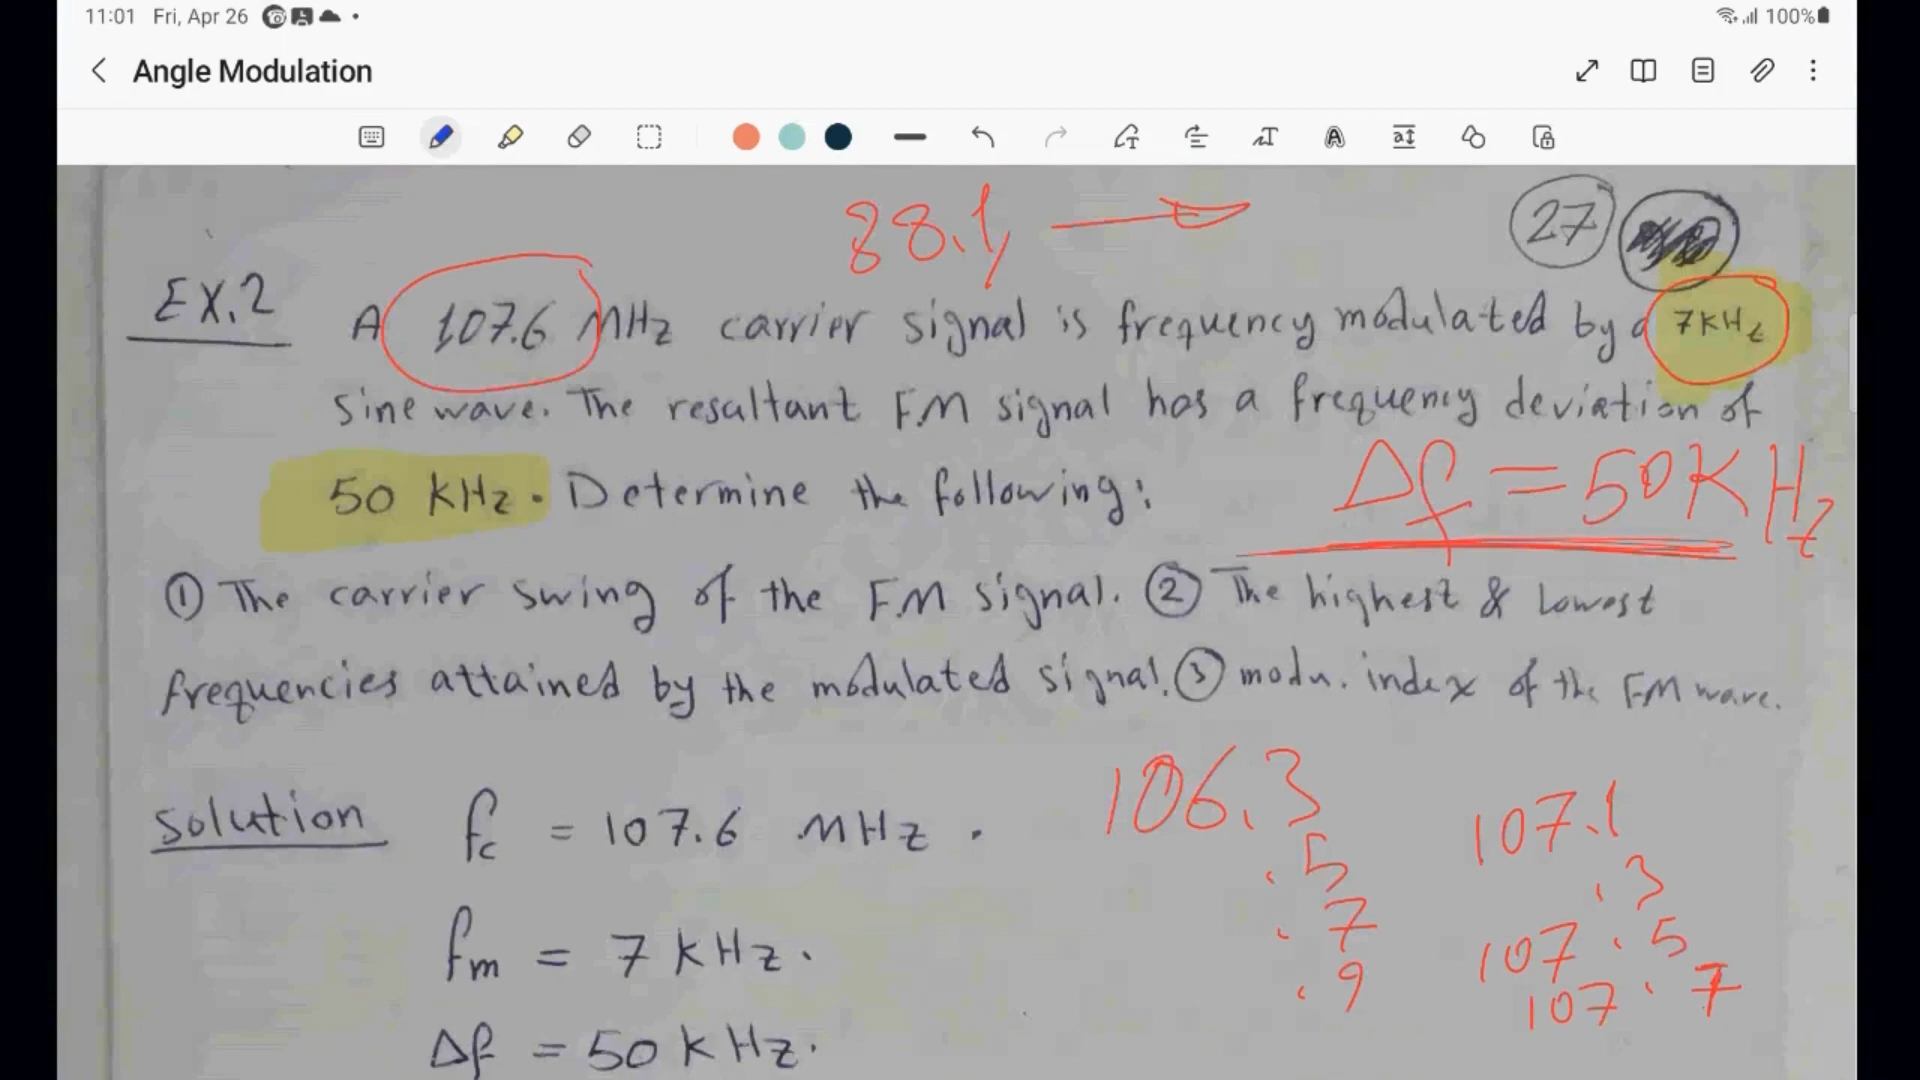 11:01 Fri, Apr 26
100%
Angle Modulation
88.1
27
EX.2 A 107.6 MHz carrier signal is frequency modulated by a 7KHz
sine wave. The resaltant FM signal has a frequency deviation of
50 KHz. Determine the following:
Δf = 50KHz
① The carrier swing of the FM signal. ② The highest & Lowest
frequencies attained by the modulated signal. ③ modu. index of the FM wave.
106.3
.5
.7
.9
107.1
.3
107.5
107.7
Solution fc = 107.6 MHz.
fm = 7 KHz.
Δf = 50 KHz.